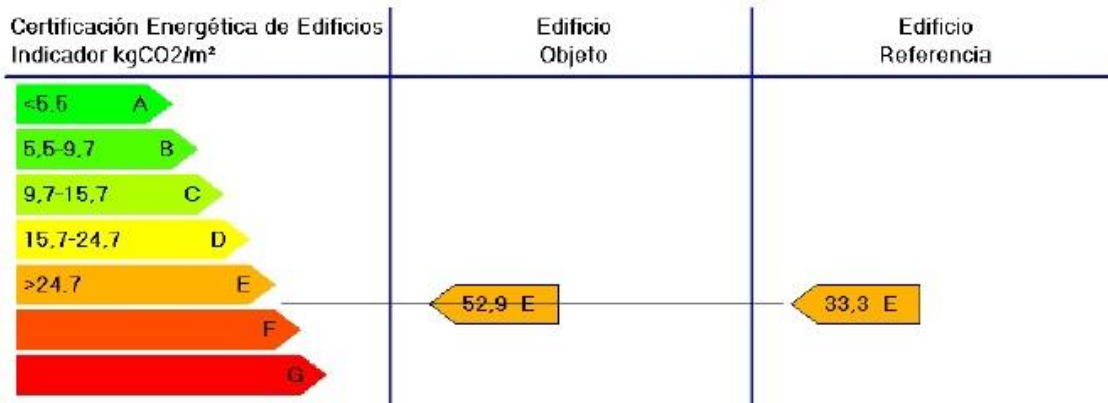 Certificación Energética de Edificios
Indicador kgCO2/m²
Edificio
Objeto
Edificio
Referencia
<5.5 A
5,5-9,7 B
9,7-15,7 C
15,7-24,7 D
>24.7 E
52,9 E
33,3 E
F
G